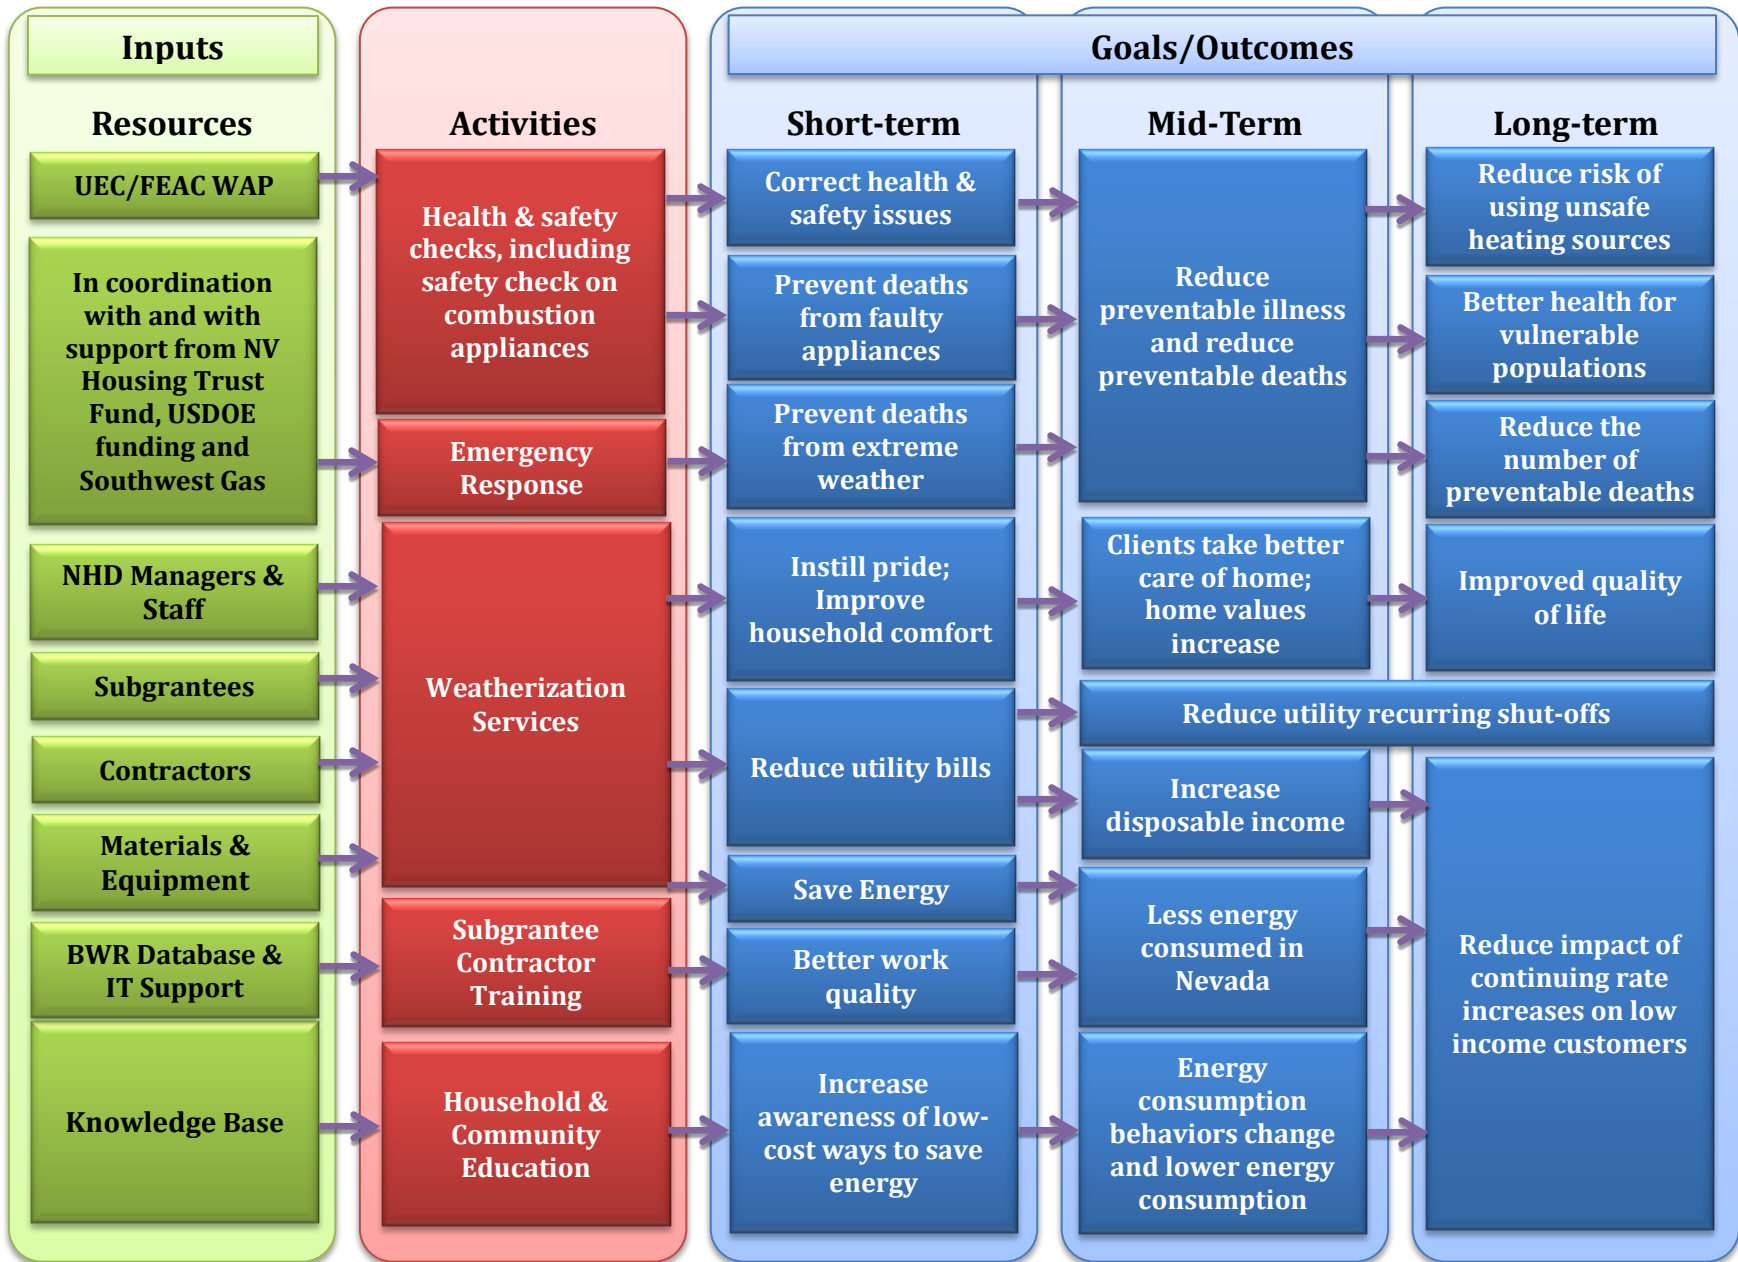 Inputs
Goals/Outcomes
Resources
Activities
Short-term
Mid-Term
Long-term
UEC/FEAC WAP
In coordination
with and with
support from NV
Housing Trust
Fund, USDOE
funding and
Southwest Gas
NHD Managers &
Staff
Subgrantees
Contractors
Materials &
Equipment
BWR Database &
IT Support
Knowledge Base
Health & safety
checks, including
safety check on
combustion
appliances
Emergency
Response
Weatherization
Services
Subgrantee
Contractor
Training
Household &
Community
Education
Correct health &
safety issues
Prevent deaths
from faulty
appliances
Prevent deaths
from extreme
weather
Instill pride;
Improve
household comfort
Reduce utility bills
Save Energy
Better work
quality
Increase
awareness of low-
cost ways to save
energy
Reduce
preventable illness
and reduce
preventable deaths
Clients take better
care of home;
home values
increase
Reduce utility recurring shut-offs
Increase
disposable income
Less energy
consumed in
Nevada
Energy
consumption
behaviors change
and lower energy
consumption
Reduce risk of
using unsafe
heating sources
Better health for
vulnerable
populations
Reduce the
number of
preventable deaths
Improved quality
of life
Reduce impact of
continuing rate
increases on low
income customers